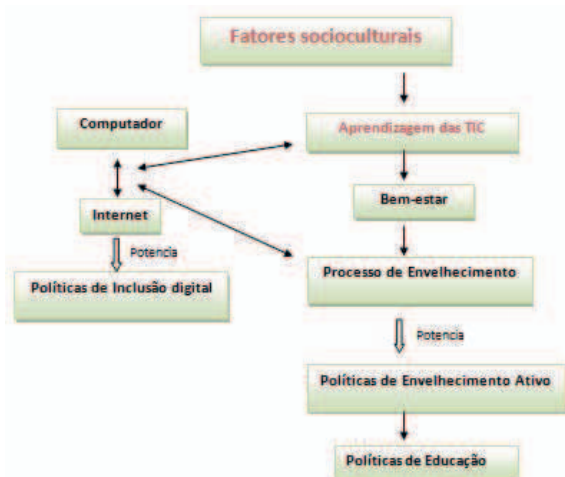 Fatores socioculturais
Computador
Aprendizagem das TIC
Bem-estar
Internet
Potencia
Processo de Envelhecimento
Políticas de Inclusão digital
Potencia
Políticas de Envelhecimento Ativo
Políticas de Educação